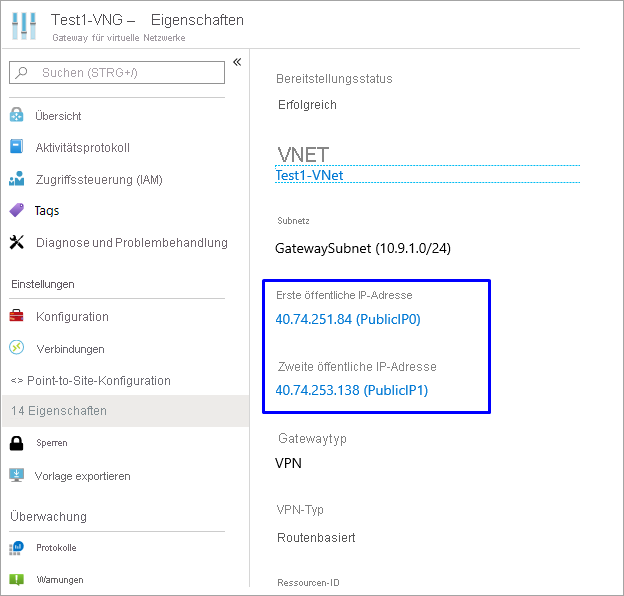 Test1-VNG – Eigenschaften
Gateway für virtuelle Netzwerke
Suchen (STRG+/)
«
Übersicht
Aktivitätsprotokoll
Zugriffssteuerung (IAM)
Tags
Diagnose und Problembehandlung
Einstellungen
Konfiguration
Verbindungen
<> Point-to-Site-Konfiguration
14 Eigenschaften
Sperren
Vorlage exportieren
Überwachung
Protokolle
Warnungen
Bereitstellungsstatus
Erfolgreich
VNET
Test1-VNet
Subnetz
GatewaySubnet (10.9.1.0/24)
Erste öffentliche IP-Adresse
40.74.251.84 (PublicIP0)
Zweite öffentliche IP-Adresse
40.74.253.138 (PublicIP1)
Gatewaytyp
VPN
VPN-Typ
Routenbasiert
Ressourcen-ID